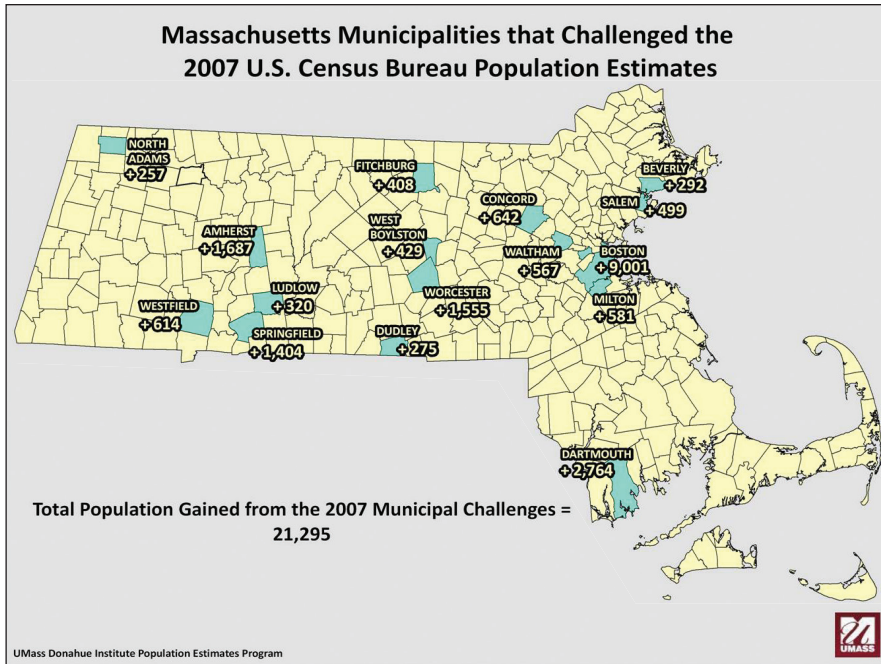 Massachusetts Municipalities that Challenged the
2007 U.S. Census Bureau Population Estimates
NORTH
ADAMS
+257
FITCHBURG
+408
BEVERLY
+292
CONCORD
+642
SALEM
+499
AMHERST
+1,687
WEST
BOYLSTON
+429
WALTHAM
+567
BOSTON
+9,001
LUDLOW
+320
WORCESTER
+1,555
MILTON
+581
WESTFIELD
+614
SPRINGFIELD
+1,404
DUDLEY
+275
DARTMOUTH
+2,764
Total Population Gained from the 2007 Municipal Challenges =
21,295
UMass Donahue Institute Population Estimates Program
UMASS